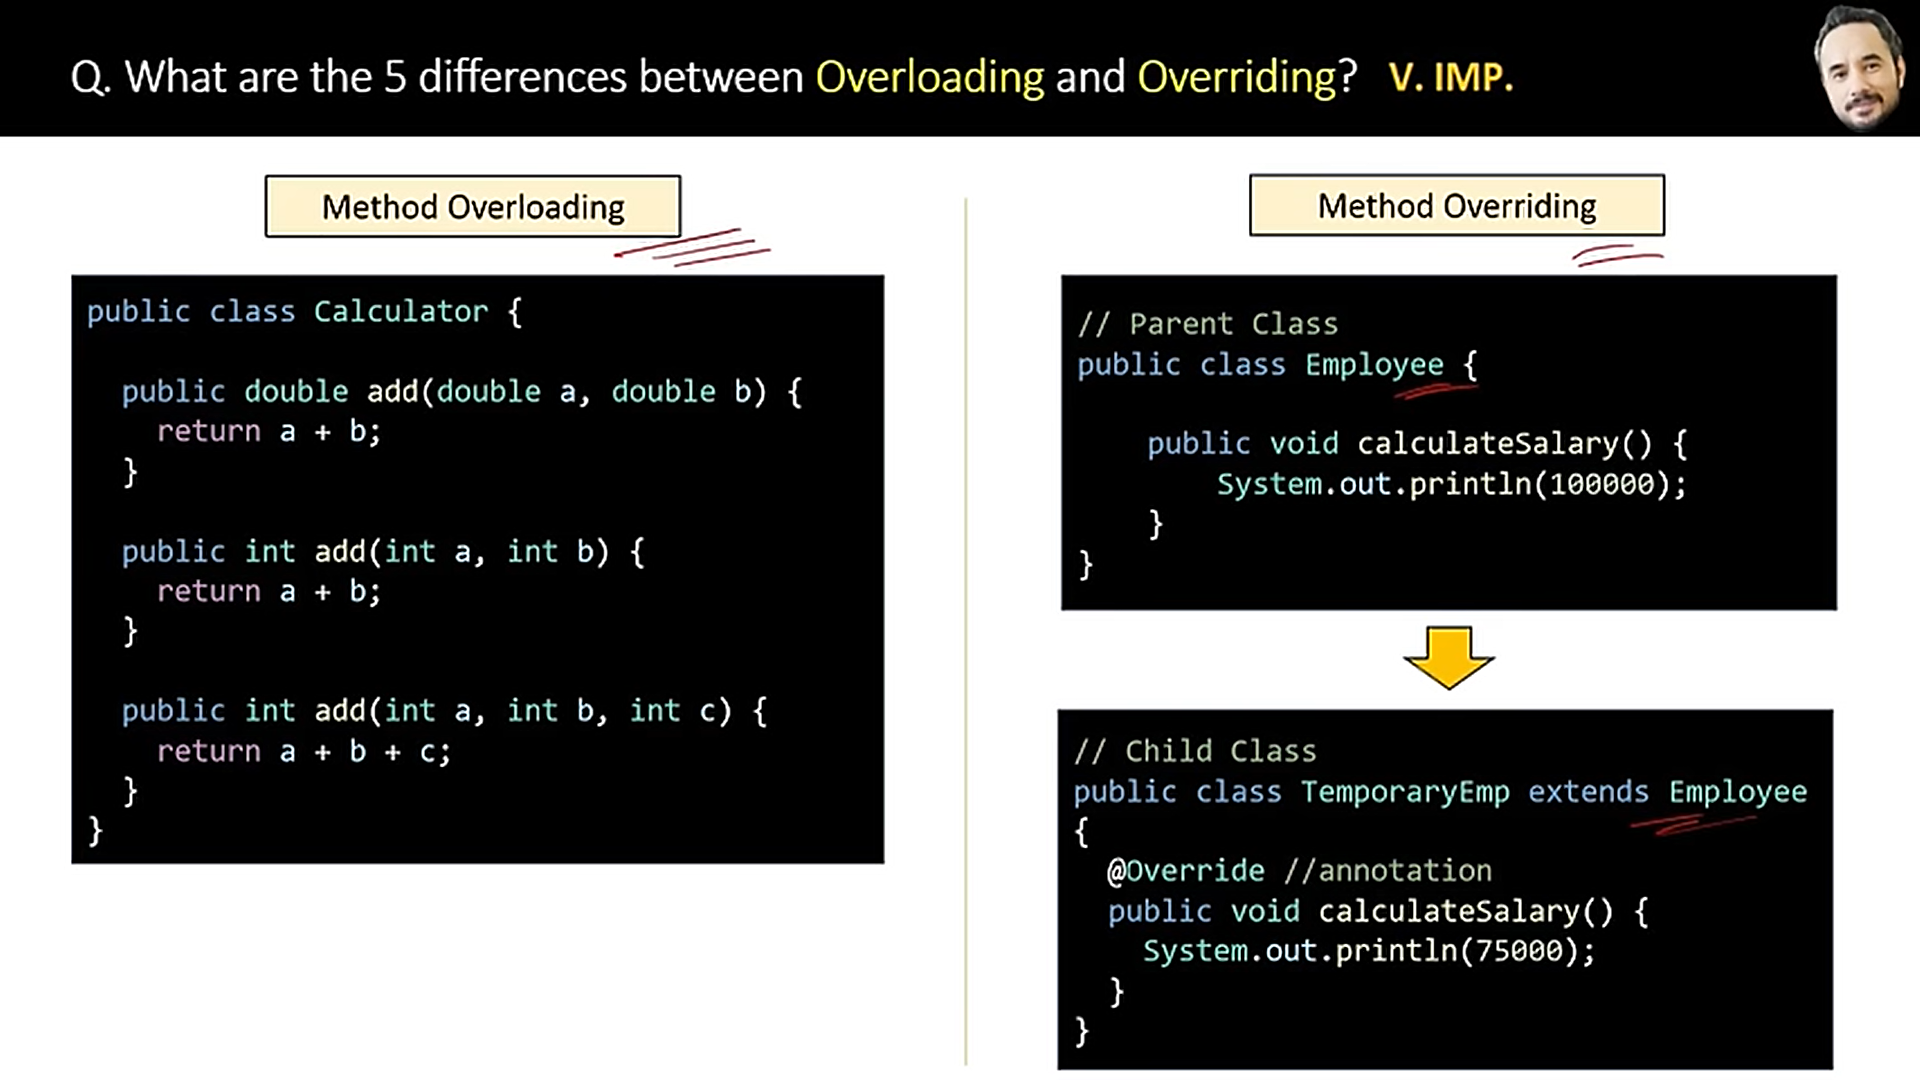 Q. What are the 5 differences between Overloading and Overriding? V. IMP.
Method Overloading
public class Calculator {
public double add(double a, double b) {
return a + b;
}
public int add(int a, int b) {
return a + b;
}
public int add(int a, int b, int c) {
return a + b + c;
}
}
Method Overriding
// Parent Class
public class Employee {
public void calculateSalary() {
System.out.println(100000);
}
}
// Child Class
public class TemporaryEmp extends Employee
{
@Override //annotation
public void calculateSalary() {
System.out.println(75000);
}
}